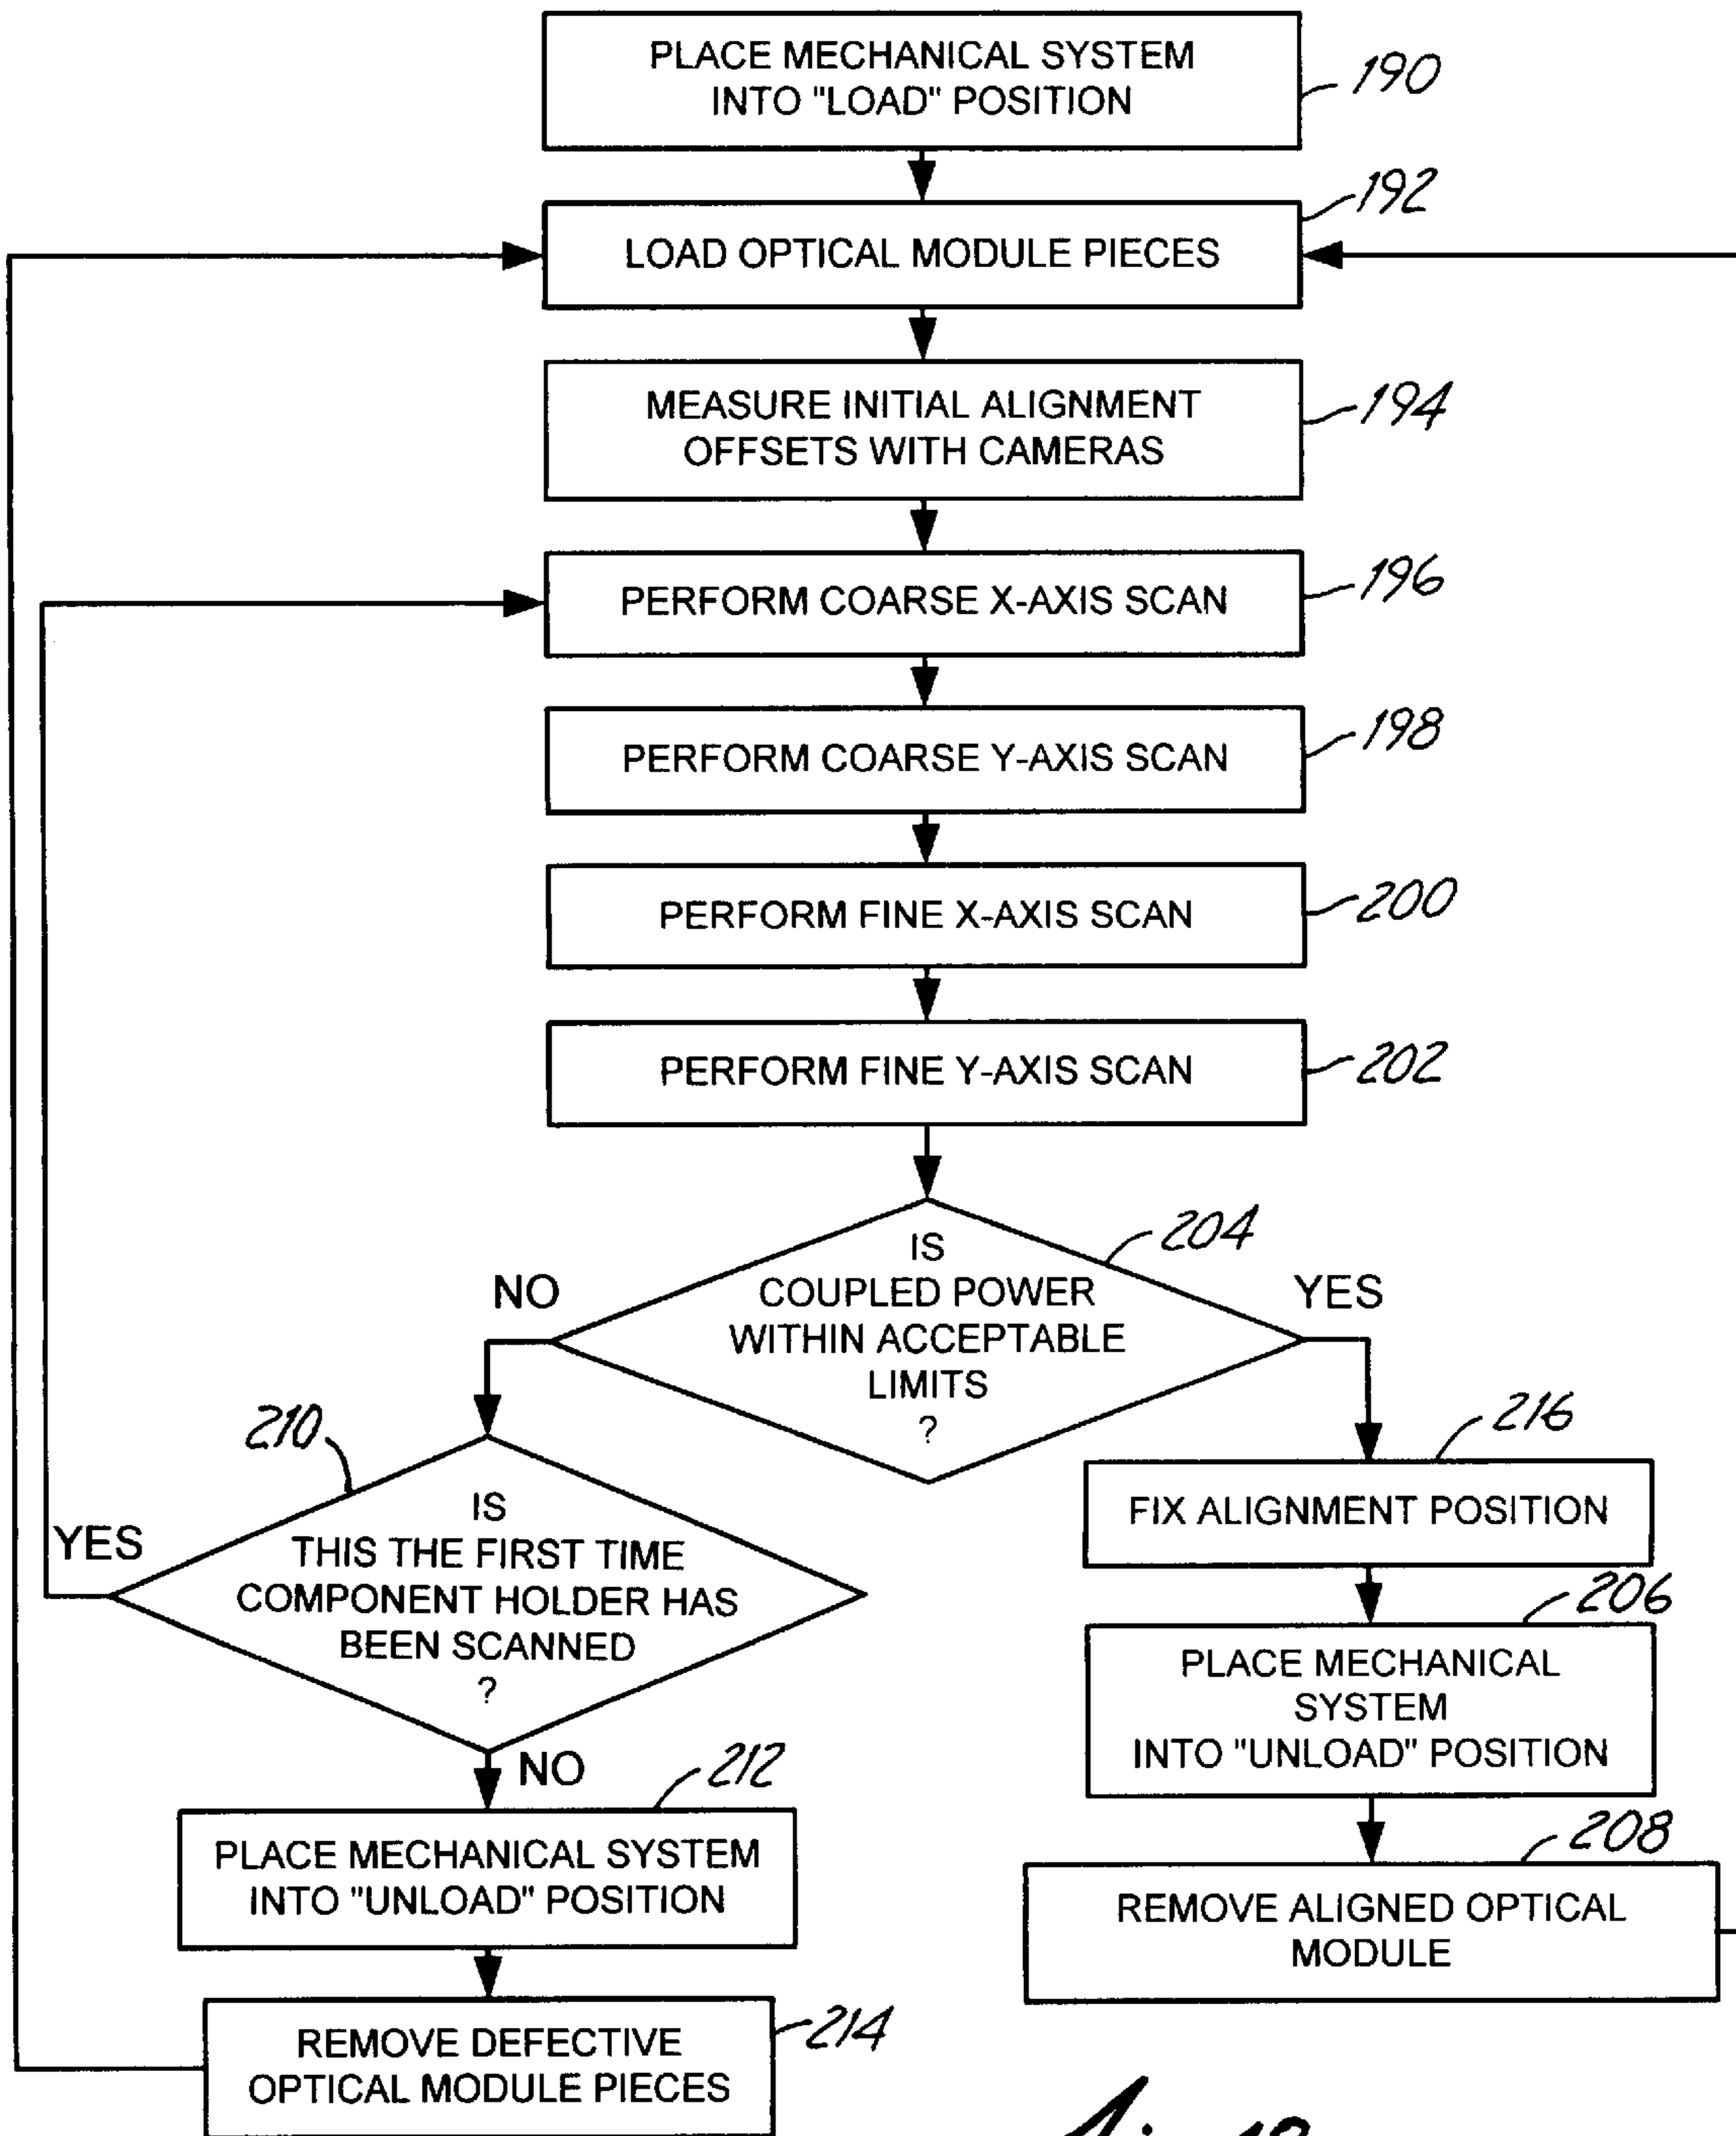 PLACE MECHANICAL SYSTEM
INTO "LOAD" POSITION
190
192
LOAD OPTICAL MODULE PIECES
MEASURE INITIAL ALIGNMENT
OFFSETS WITH CAMERAS
194
PERFORM COARSE X-AXIS SCAN
196
PERFORM COARSE Y-AXIS SCAN
198
PERFORM FINE X-AXIS SCAN
200
PERFORM FINE Y-AXIS SCAN
202
204
IS
COUPLED POWER
WITHIN ACCEPTABLE
LIMITS
?
NO
YES
210
IS
THIS THE FIRST TIME
COMPONENT HOLDER HAS
BEEN SCANNED
?
YES
NO
216
FIX ALIGNMENT POSITION
206
PLACE MECHANICAL
SYSTEM
INTO "UNLOAD" POSITION
208
REMOVE ALIGNED OPTICAL
MODULE
212
PLACE MECHANICAL SYSTEM
INTO "UNLOAD" POSITION
214
REMOVE DEFECTIVE
OPTICAL MODULE PIECES